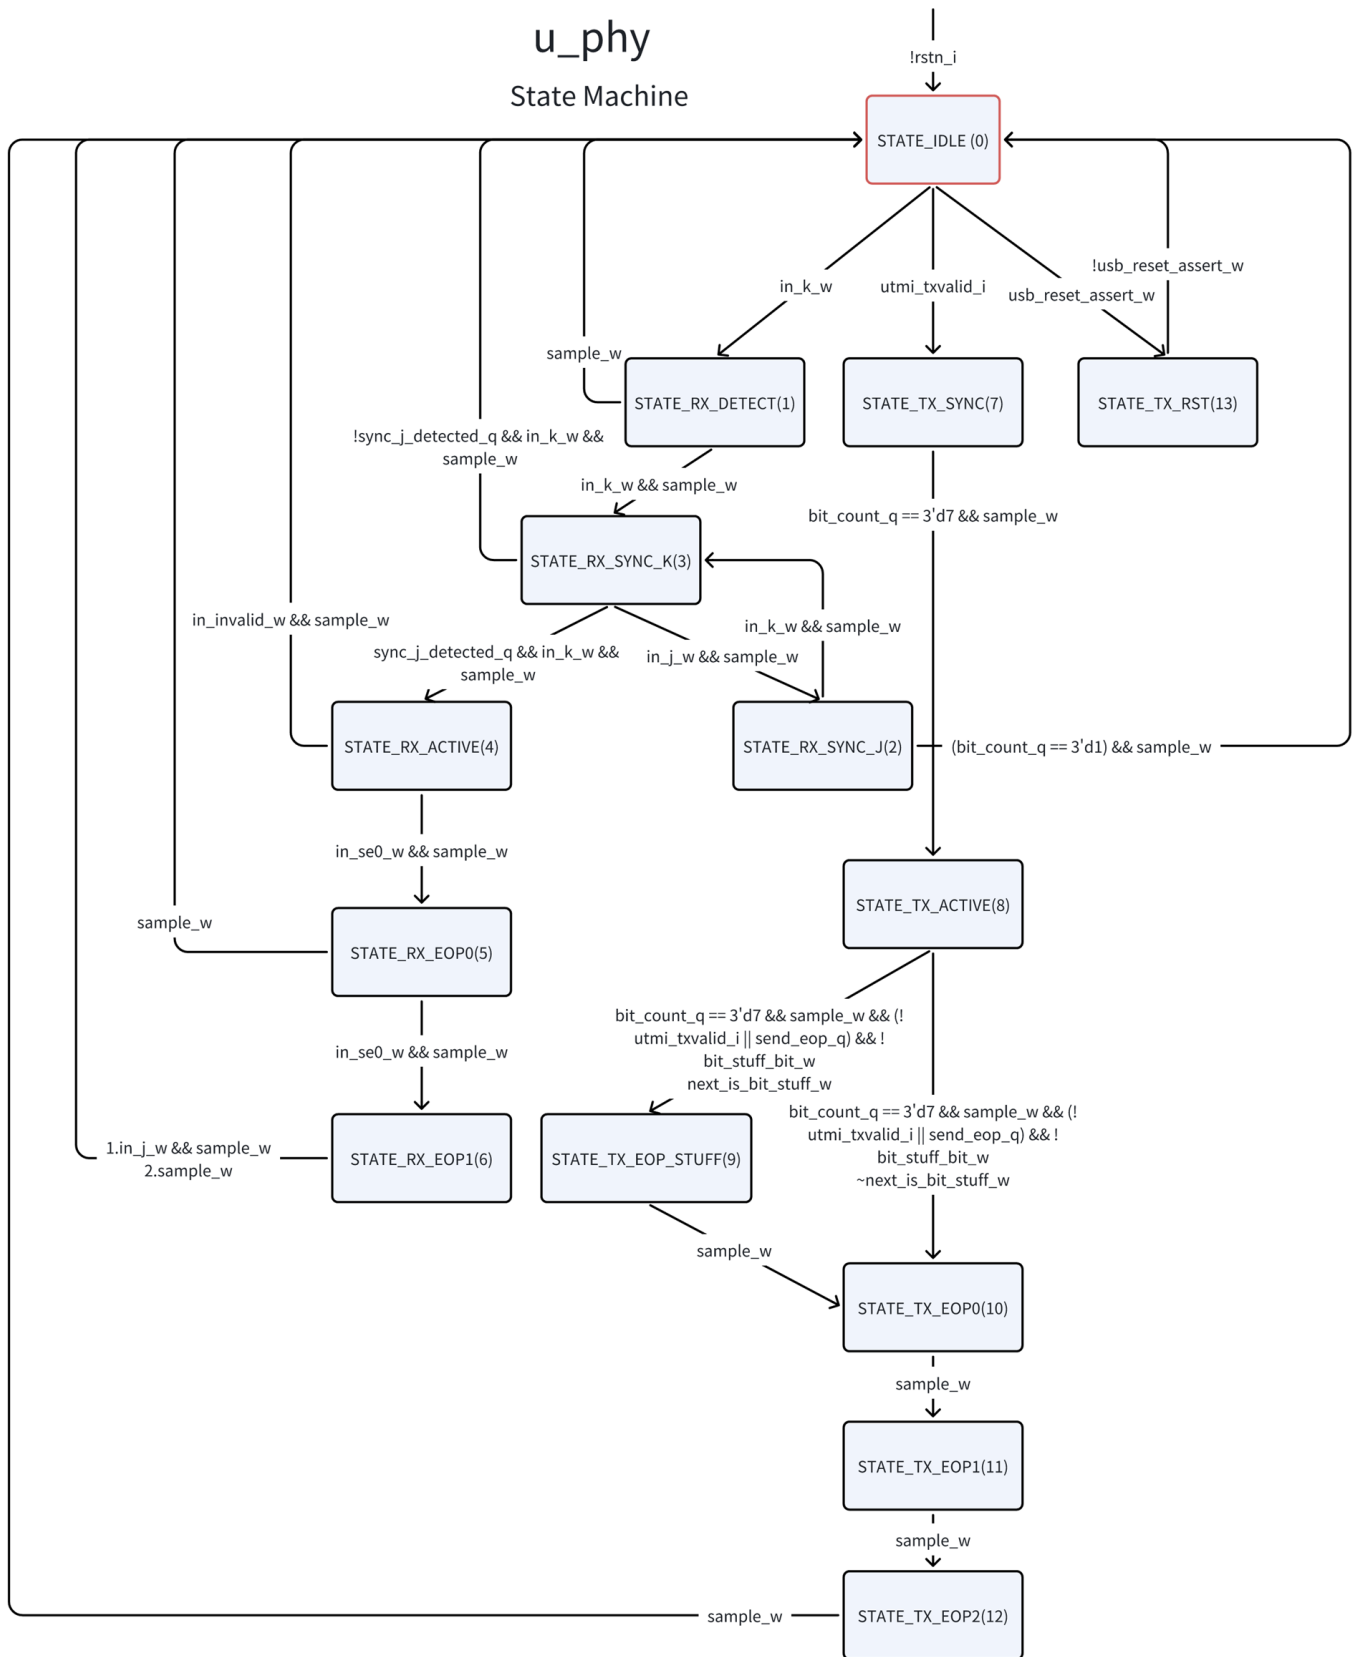 u_phy
State Machine
!rstn_i
STATE_IDLE (0)
!usb_reset_assert_w
in_k_w
utmi_txvalid_i
usb_reset_assert_w
sample_w
STATE_RX_DETECT(1)
STATE_TX_SYNC(7)
STATE_TX_RST(13)
!sync_j_detected_q && in_k_w &&
sample_w
in_k_w && sample_w
bit_count_q == 3'd7 && sample_w
STATE_RX_SYNC_K(3)
in_invalid_w && sample_w
in_k_w && sample_w
sync_j_detected_q && in_k_w &&
sample_w
in_j_w && sample_w
STATE_RX_ACTIVE(4)
STATE_RX_SYNC_J(2)
(bit_count_q == 3'd1) && sample_w
in_se0_w && sample_w
STATE_TX_ACTIVE(8)
sample_w
STATE_RX_EOP0(5)
bit_count_q == 3'd7 && sample_w && (!
utmi_txvalid_i || send_eop_q) && !
bit_stuff_bit_w
next_is_bit_stuff_w
in_se0_w && sample_w
bit_count_q == 3'd7 && sample_w && (!
utmi_txvalid_i || send_eop_q) && !
bit_stuff_bit_w
~next_is_bit_stuff_w
1.in_j_w && sample_w
2.sample_w
STATE_RX_EOP1(6)
STATE_TX_EOP_STUFF(9)
sample_w
STATE_TX_EOP0(10)
sample_w
STATE_TX_EOP1(11)
sample_w
sample_w
STATE_TX_EOP2(12)